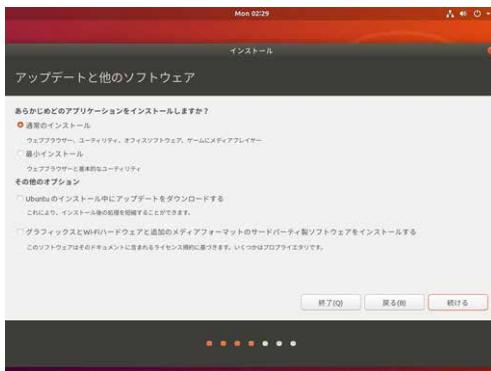 Mon 02:29
インストール
アップデートと他のソフトウェア
あらかじめどのアプリケーションをインストールしますか？
通常のインストール
ウェブブラウザー、ユーティリティ、オフィスソフトウェア、ゲームにメディアプレイヤー
最小インストール
ウェブブラウザーと基本的なユーティリティ
その他のオプション
Ubuntu のインストール中にアップデートをダウンロードする
これにより、インストール後の処理を短縮することができます。
グラフィックスとWi-Fiハードウェアと追加のメディアフォーマットのサードパーティ製ソフトウェアをインストールする
このソフトウェアはそのドキュメントに含まれるライセンス規約に基づきます。いくつかはプロプライエタリです。
終了(Q) 戻る(B) 続ける